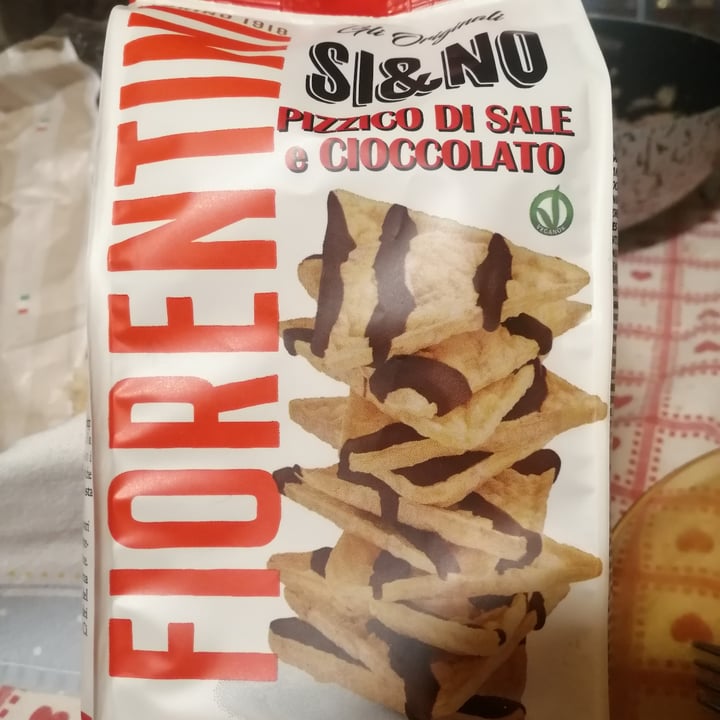 1918
Gli Originali
SI&NO
PIZZICO DI SALE
e CIOCCOLATO
VEGANOK
FIORENTINI